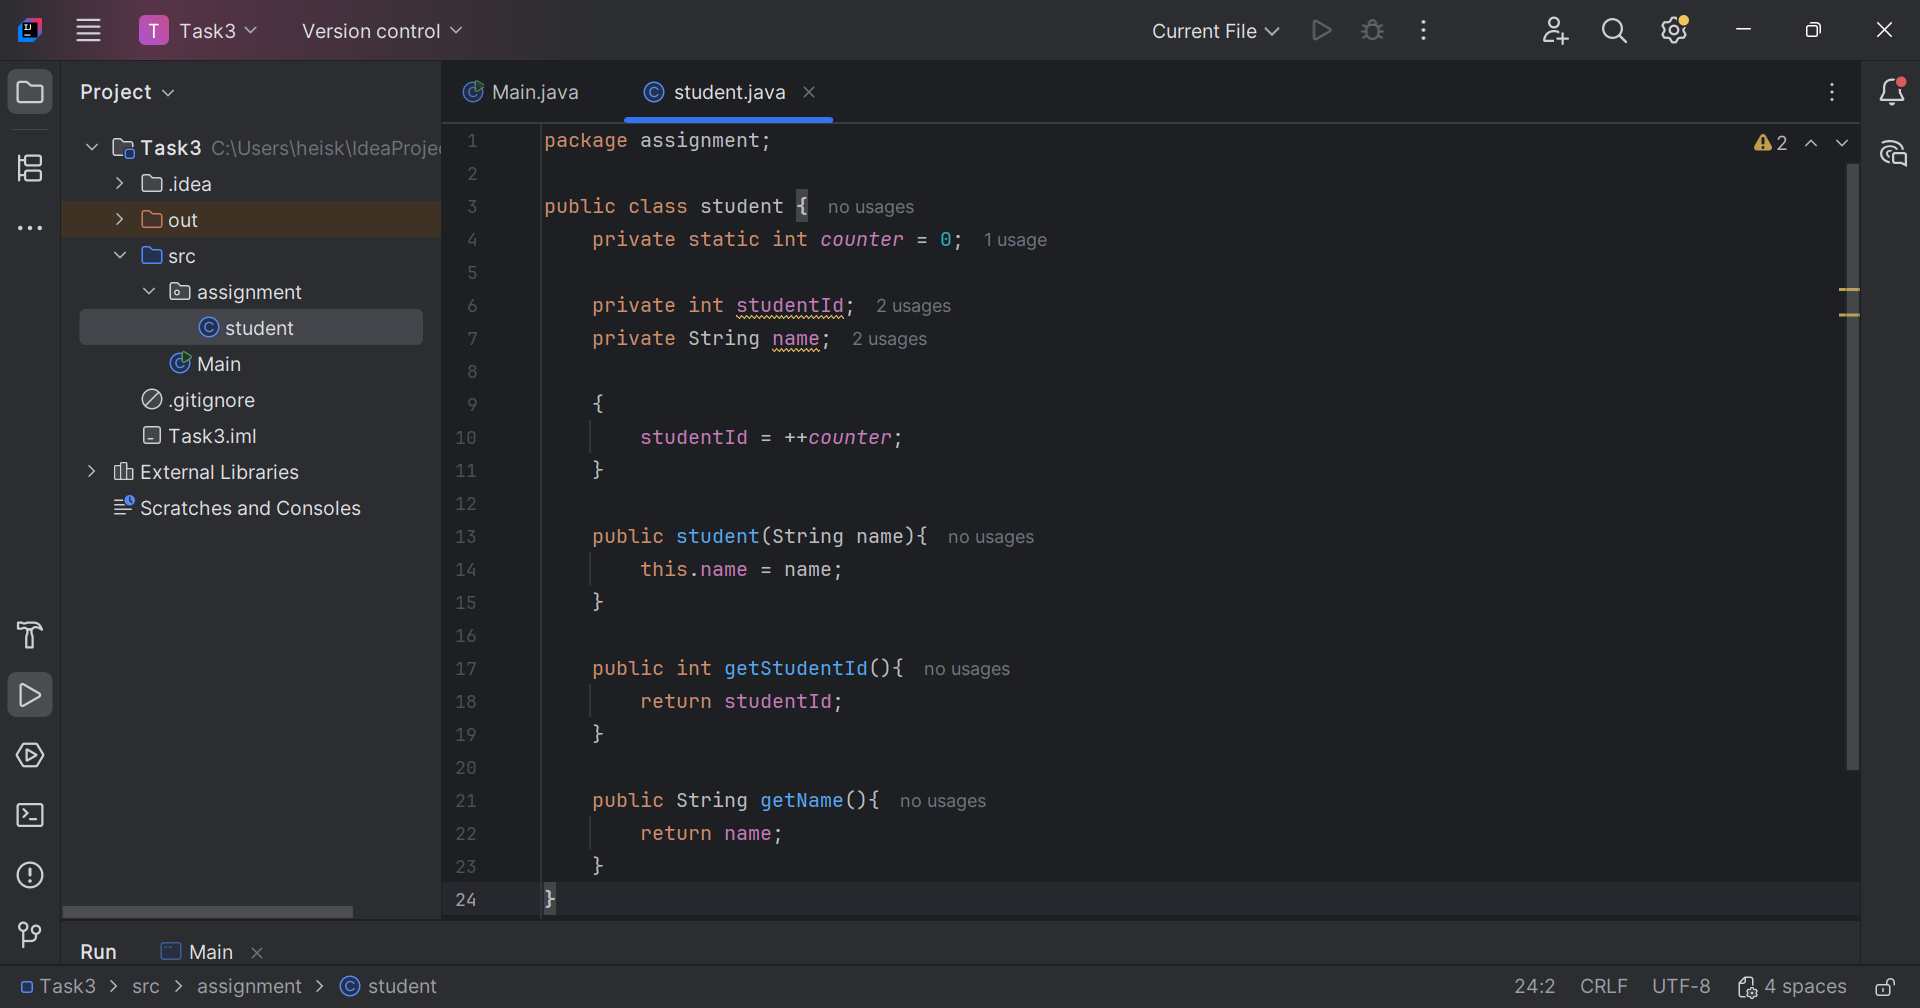 T Task3 Version control Current File
Project
Main.java student.java
Task3 C:\Users\heisk\IdeaProje
.idea
out
src
assignment
student
Main
.gitignore
Task3.iml
External Libraries
Scratches and Consoles
2
1 package assignment;
2
3 public class student { no usages
4 private static int counter = 0; 1 usage
5
6 private int studentId; 2 usages
7 private String name; 2 usages
8
9 {
10 studentId = ++counter;
11 }
12
13 public student(String name){ no usages
14 this.name = name;
15 }
16
17 public int getStudentId(){ no usages
18 return studentId;
19 }
20
21 public String getName(){ no usages
22 return name;
23 }
24 }
Run Main
Task3 > src > assignment > student 24:2 CRLF UTF-8 4 spaces